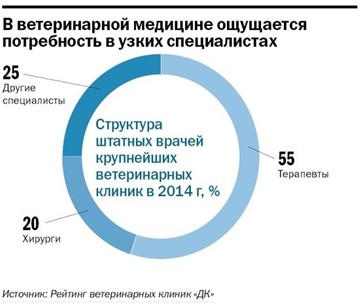 В ветеринарной медицине ощущается
потребность в узких специалистах
25
Другие
специалисты
Структура
штатных врачей
крупнейших
ветеринарных
клиник в 2014 г, %
55
Терапевты
20
Хирурги
Источник: Рейтинг ветеринарных клиник «ДК»